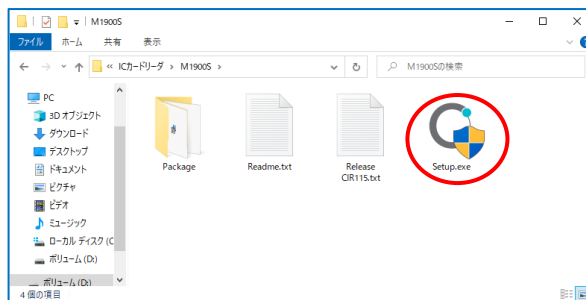 M1900S
ファイル ホーム 共有 表示
« ICカードリーダ › M1900S ›
M1900Sの検索
PC
3D オブジェクト
ダウンロード
デスクトップ
ドキュメント
ピクチャ
ビデオ
ミュージック
ローカル ディスク (C
ボリューム (D:)
ボリューム (D:)
Package
Readme.txt
Release
CIR115.txt
Setup.exe
4 個の項目